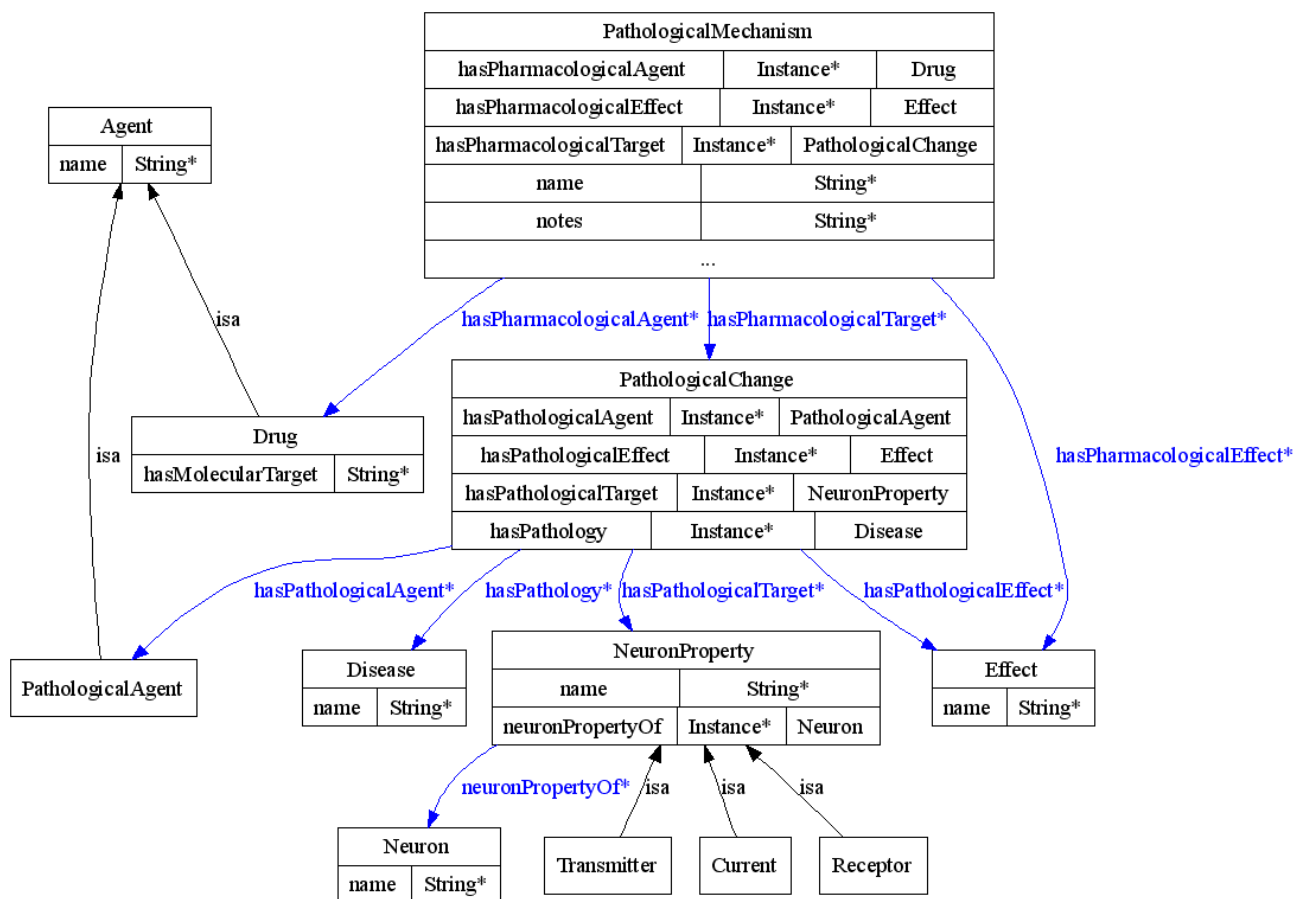 PathologicalMechanism
hasPharmacologicalAgent Instance* Drug
hasPharmacologicalEffect Instance* Effect
hasPharmacologicalTarget Instance* PathologicalChange
name String*
notes String*
...
Agent
name String*
isa
hasPharmacologicalAgent*
hasPharmacologicalTarget*
hasPharmacologicalEffect*
PathologicalChange
hasPathologicalAgent Instance* PathologicalAgent
hasPathologicalEffect Instance* Effect
hasPathologicalTarget Instance* NeuronProperty
hasPathology Instance* Disease
Drug
hasMolecularTarget String*
isa
hasPathologicalAgent*
hasPathology*
hasPathologicalTarget*
hasPathologicalEffect*
PathologicalAgent
Disease
name String*
NeuronProperty
name String*
neuronPropertyOf Instance* Neuron
Effect
name String*
neuronPropertyOf*
isa
isa
isa
Neuron
name String*
Transmitter
Current
Receptor